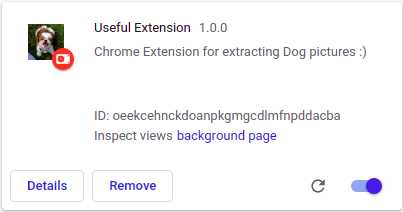 Useful Extension 1.0.0
Chrome Extension for extracting Dog pictures :)
ID: oeekcehnckdoanpkgmgcdlmfnpddacba
Inspect views background page
Details Remove